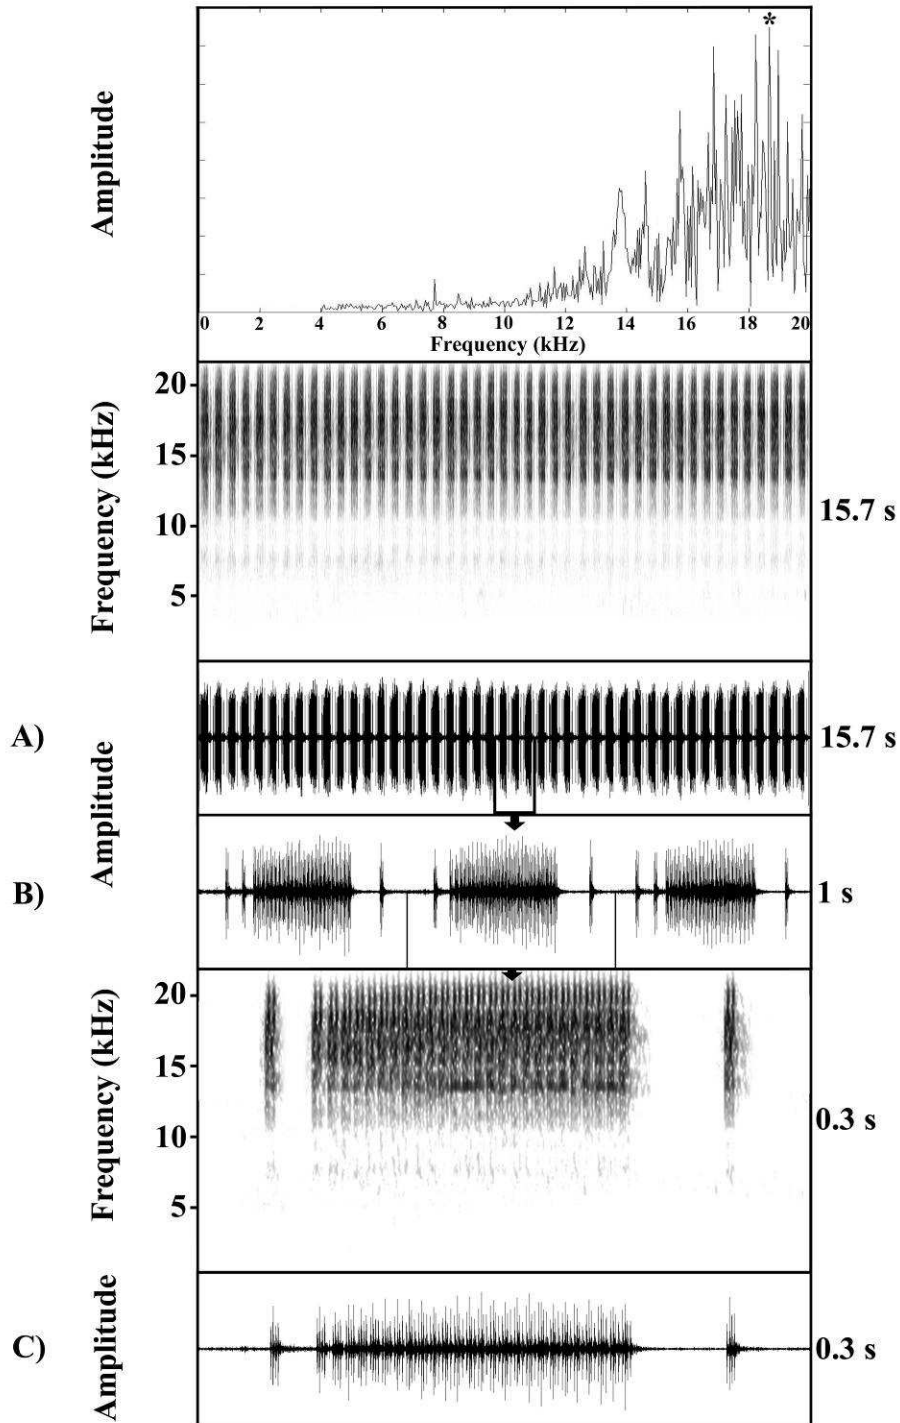 Amplitude
*
0 2 4 6 8 10 12 14 16 18 20
Frequency (kHz)
Frequency (kHz)
20
15
10
5
15.7 s
A)
15.7 s
Amplitude
B)
1 s
Frequency (kHz)
20
15
10
5
0.3 s
C)
Amplitude
0.3 s